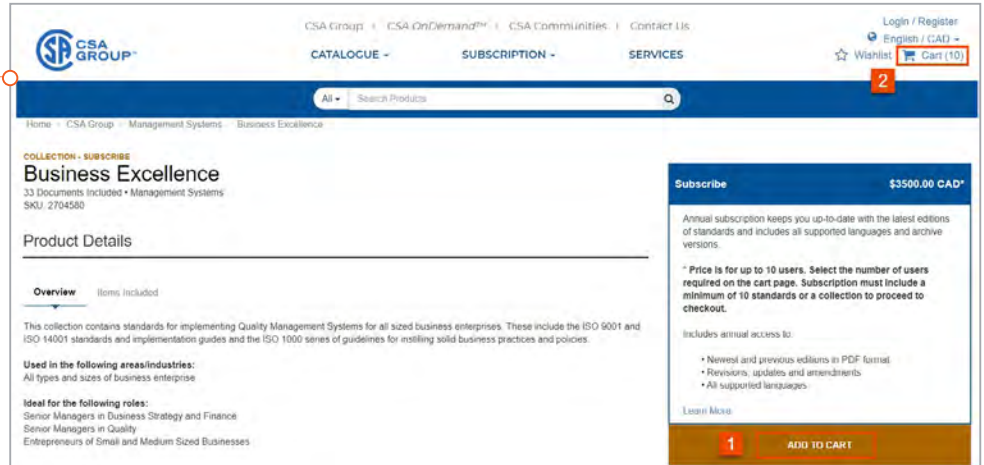 CSA Group | CSA OnDemand™ | CSA Communities | Contact Us
Login / Register
English / CAD
CSA
GROUP™
CATALOGUE SUBSCRIPTION SERVICES
Wishlist Cart (10)
2
All Search Products
Home CSA Group Management Systems Business Excellence
COLLECTION - SUBSCRIBE
Business Excellence
33 Documents Included • Management Systems
SKU: 2704580
Product Details
Overview Items Included
This collection contains standards for implementing Quality Management Systems for all sized business enterprises. These include the ISO 9001 and
ISO 14001 standards and implementation guides and the ISO 1000 series of guidelines for instilling solid business practices and policies.
Used in the following areas/industries:
All types and sizes of business enterprise
Ideal for the following roles:
Senior Managers in Business Strategy and Finance
Senior Managers in Quality
Entrepreneurs of Small and Medium Sized Businesses
Subscribe $3500.00 CAD*
Annual subscription keeps you up-to-date with the latest editions
of standards and includes all supported languages and archive
versions.
* Price is for up to 10 users. Select the number of users
required on the cart page. Subscription must include a
minimum of 10 standards or a collection to proceed to
checkout.
Includes annual access to:
• Newest and previous editions in PDF format
• Revisions, updates and amendments
• All supported languages
Learn More
1 ADD TO CART